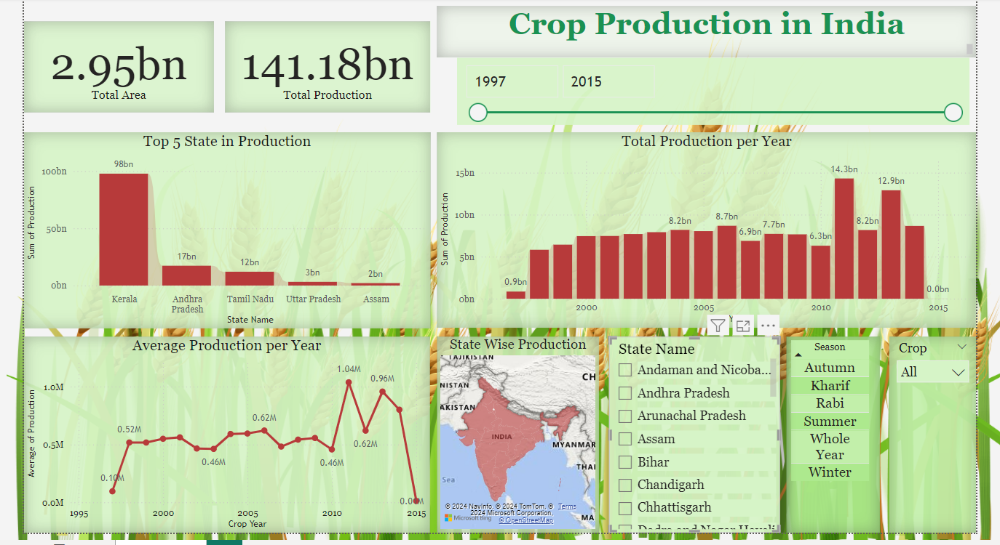 Crop Production in India
2.95bn
Total Area
141.18bn
Total Production
1997
2015
Top 5 State in Production
Sum of Production
100bn
50bn
0bn
98bn
17bn
12bn
3bn
2bn
Kerala
Andhra
Pradesh
Tamil Nadu
Uttar Pradesh
Assam
State Name
Total Production per Year
Sum of Production
15bn
10bn
5bn
0bn
0.9bn
8.2bn
8.7bn
6.9bn
7.7bn
6.3bn
14.3bn
8.2bn
12.9bn
0.0bn
2000
2005
2010
2015
Average Production per Year
Average of Production
1.0M
0.5M
0.0M
0.10M
0.52M
0.46M
0.62M
0.46M
1.04M
0.62M
0.96M
1995
2000
2005
2010
2015
Crop Year
State Wise Production
TAJIKISTAN
NISTAN
AKISTAN
CH
INDIA
MYANMAR
THAI
Sea
MA
© 2024 NavInfo, © 2024 TomTom, © Terms
2024 Microsoft Corporation,
Microsoft Bing
© OpenStreetMap
State Name
Andaman and Nicoba...
Andhra Pradesh
Arunachal Pradesh
Assam
Bihar
Chandigarh
Chhattisgarh
Season
Autumn
Kharif
Rabi
Summer
Whole
Year
Winter
Crop
All